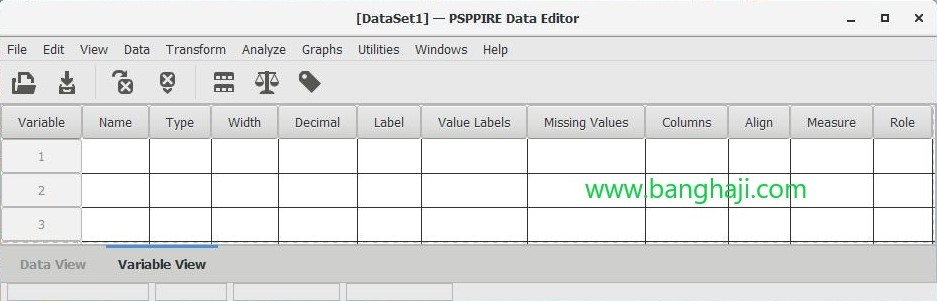 [DataSet1] — PSPPIRE Data Editor
File Edit View Data Transform Analyze Graphs Utilities Windows Help
Variable Name Type Width Decimal Label Value Labels Missing Values Columns Align Measure Role
1
2
www.banghaji.com
3
Data View Variable View